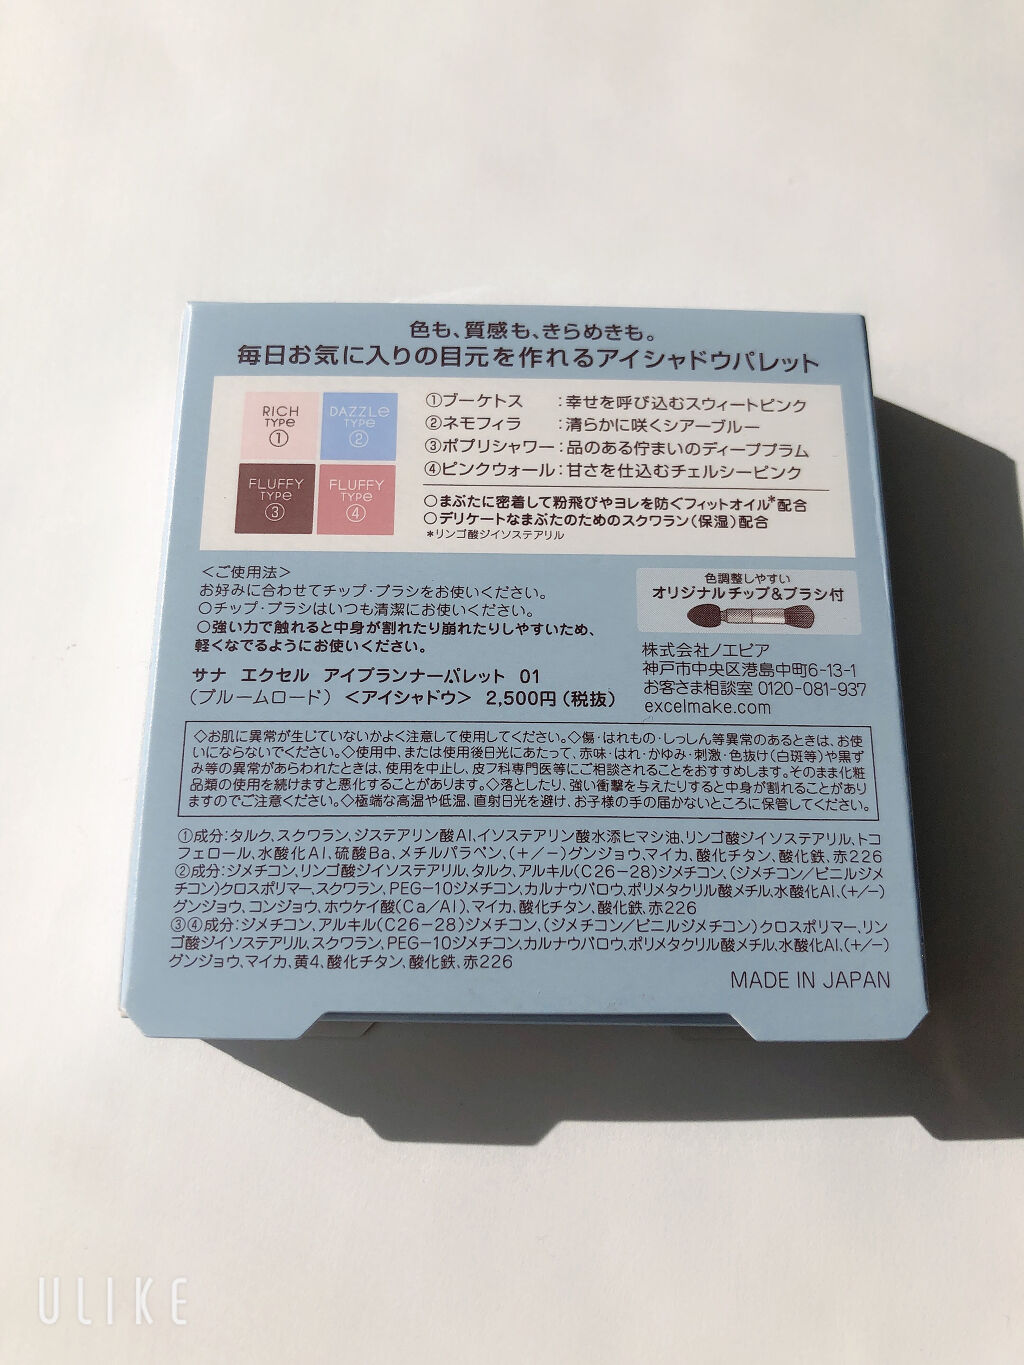 色も、質感も、きらめきも。
毎日お気に入りの目元を作れるアイシャドウパレット
RICH TYPe ①
DAZZLe TYPe ②
FLUFFY TYPe ③
FLUFFY TYPe ④
①ブーケトス :幸せを呼び込むスウィートピンク
②ネモフィラ :清らかに咲くシアーブルー
③ポプリシャワー:品のある佇まいのディーププラム
④ピンクウォール:甘さを仕込むチェルシーピンク
○まぶたに密着して粉飛びやヨレを防ぐフィットオイル*配合
○デリケートなまぶたのためのスクワラン(保湿)配合
*リンゴ酸ジイソステアリル
<ご使用法>
お好みに合わせてチップ・ブラシをお使いください。
○チップ・ブラシはいつも清潔にお使いください。
○強い力で触れると中身が割れたり崩れたりしやすいため、
軽くなでるようにお使いください。
サナ エクセル アイプランナーパレット 01
(ブルームロード) <アイシャドウ> 2,500円(税抜)
色調整しやすい
オリジナルチップ&ブラシ付
株式会社ノエビア
神戸市中央区港島中町6-13-1
お客さま相談室 0120-081-937
excelmake.com
◇お肌に異常が生じていないかよく注意して使用してください。◇傷・はれもの・しっしん等異常のあるときは、お使
いにならないでください。◇使用中、または使用後日光にあたって、赤味・はれ・かゆみ・刺激・色抜け(白斑等)や黒ず
み等の異常があらわれたときは、使用を中止し、皮フ科専門医等にご相談されることをおすすめします。そのまま化粧
品類の使用を続けますと悪化することがあります。◇落としたり、強い衝撃を与えたりすると中身が割れることがあり
ますのでご注意ください。◇極端な高温や低温、直射日光を避け、お子様の手の届かないところに保管してください。
①成分:タルク、スクワラン、ジステアリン酸Al、イソステアリン酸水添ヒマシ油、リンゴ酸ジイソステアリル、トコ
フェロール、水酸化Al、硫酸Ba、メチルパラベン、(+/-)グンジョウ、マイカ、酸化チタン、酸化鉄、赤226
②成分:ジメチコン、リンゴ酸ジイソステアリル、タルク、アルキル(C26-28)ジメチコン、(ジメチコン/ビニルジメ
チコン)クロスポリマー、スクワラン、PEG-10ジメチコン、カルナウバロウ、ポリメタクリル酸メチル、水酸化Al、(+/-)
グンジョウ、コンジョウ、ホウケイ酸(Ca/Al)、マイカ、酸化チタン、酸化鉄、赤226
③④成分:ジメチコン、アルキル(C26-28)ジメチコン、(ジメチコン/ビニルジメチコン)クロスポリマー、リン
ゴ酸ジイソステアリル、スクワラン、PEG-10ジメチコン、カルナウバロウ、ポリメタクリル酸メチル、水酸化Al、(+/-)
グンジョウ、マイカ、黄4、酸化チタン、酸化鉄、赤226
MADE IN JAPAN
ULIKE